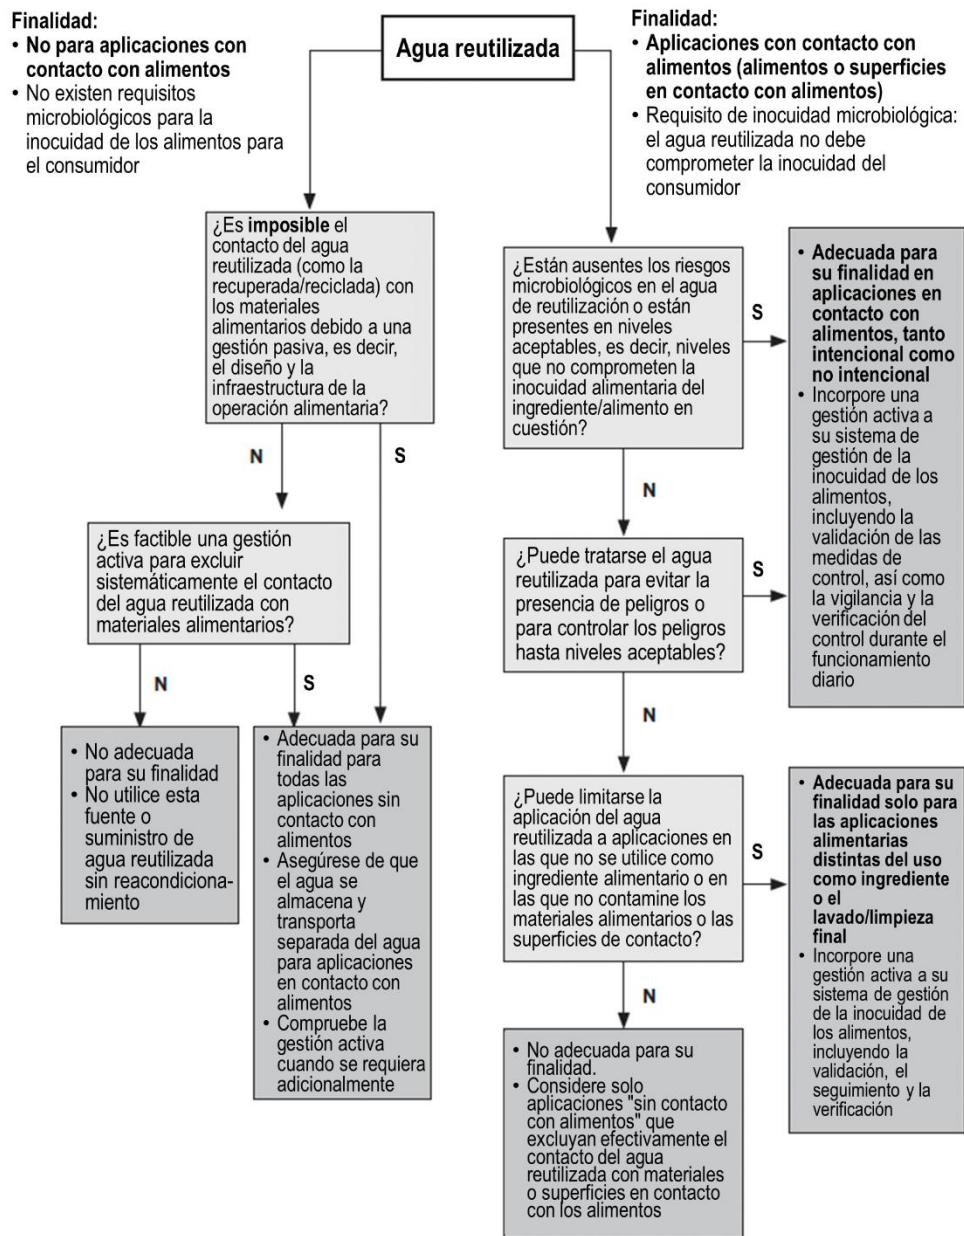 Finalidad:
• No para aplicaciones con
contacto con alimentos
• No existen requisitos
microbiológicos para la
inocuidad de los alimentos para
el consumidor
Agua reutilizada
Finalidad:
• Aplicaciones con contacto con
alimentos (alimentos o superficies
en contacto con alimentos)
• Requisito de inocuidad microbiológica:
el agua reutilizada no debe
comprometer la inocuidad del
consumidor
¿Es imposible el
contacto del agua
reutilizada (como la
recuperada/reciclada) con
los materiales
alimentarios debido a una
gestión pasiva, es decir,
el diseño y la
infraestructura de la
operación alimentaria?
N
S
¿Es factible una gestión
activa para excluir
sistemáticamente el contacto
del agua reutilizada con
materiales alimentarios?
N
S
• No adecuada
para su finalidad
• No utilice esta
fuente o
suministro de
agua reutilizada
sin reacondiciona-
miento
• Adecuada para su
finalidad para
todas las
aplicaciones sin
contacto con
alimentos
• Asegúrese de que
el agua se
almacena y
transporta
separada del agua
para aplicaciones
en contacto con
alimentos
• Compruebe la
gestión activa
cuando se requiera
adicionalmente
¿Están ausentes los riesgos
microbiológicos en el agua
de reutilización o están
presentes en niveles
aceptables, es decir, niveles
que no comprometen la
inocuidad alimentaria del
ingrediente/alimento en
cuestión?
S
N
• Adecuada para
su finalidad en
aplicaciones en
contacto con
alimentos, tanto
intencional como
no intencional
• Incorpore una
gestión activa a
su sistema de
gestión de la
inocuidad de los
alimentos,
incluyendo la
validación de las
medidas de
control, así como
la vigilancia y la
verificación del
control durante el
funcionamiento
diario
¿Puede tratarse el agua
reutilizada para evitar la
presencia de peligros o
para controlar los peligros
hasta niveles aceptables?
S
N
¿Puede limitarse la
aplicación del agua
reutilizada a aplicaciones en
las que no se utilice como
ingrediente alimentario o en
las que no contamine los
materiales alimentarios o las
superficies de contacto?
S
N
• Adecuada para su
finalidad solo para
las aplicaciones
alimentarias
distintas del uso
como ingrediente
o el
lavado/limpieza
final
• Incorpore una
gestión activa a su
sistema de gestión
de la inocuidad de
los alimentos,
incluyendo la
validación, el
seguimiento y la
verificación
• No adecuada para su
finalidad.
• Considere solo
aplicaciones "sin contacto
con alimentos" que
excluyan efectivamente el
contacto del agua
reutilizada con materiales
o superficies en contacto
con los alimentos